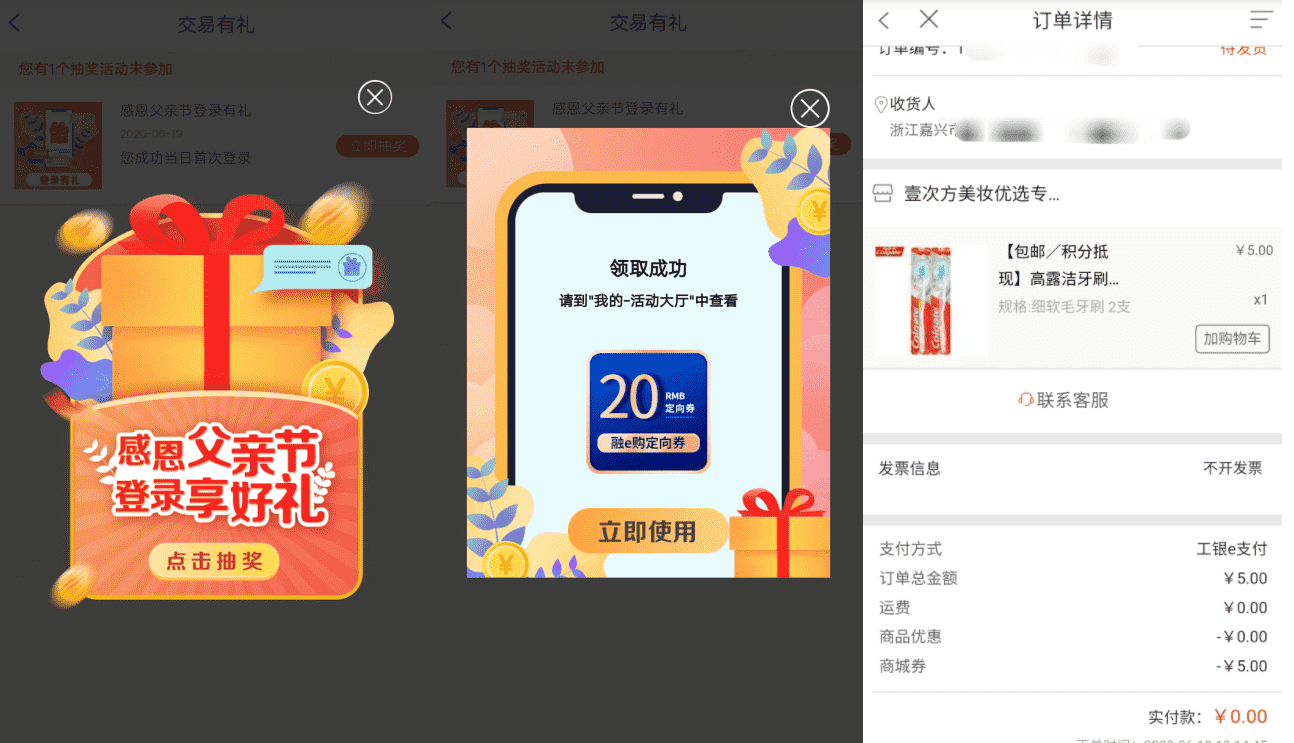 交易有礼
您有1个抽奖活动未参加
感恩父亲节登录有礼
2020-06-19
您成功当日首次登录
立即抽奖
登录有礼
感恩父亲节
登录享好礼
点击抽奖
交易有礼
您有1个抽奖活动未参加
感恩父亲节登录有礼
领取成功
请到"我的-活动大厅"中查看
20
RMB
定向券
融e购定向券
立即使用
订单详情
订单编号：1
待发货
收货人
浙江嘉兴市
壹次方美妆优选专...
Colgate
【包邮／积分抵
现】高露洁牙刷...
￥5.00
规格:细软毛牙刷 2支
x1
加购物车
联系客服
发票信息
不开发票
支付方式
工银e支付
订单总金额
￥5.00
运费
￥0.00
商品优惠
-￥0.00
商城券
-￥5.00
实付款：￥0.00